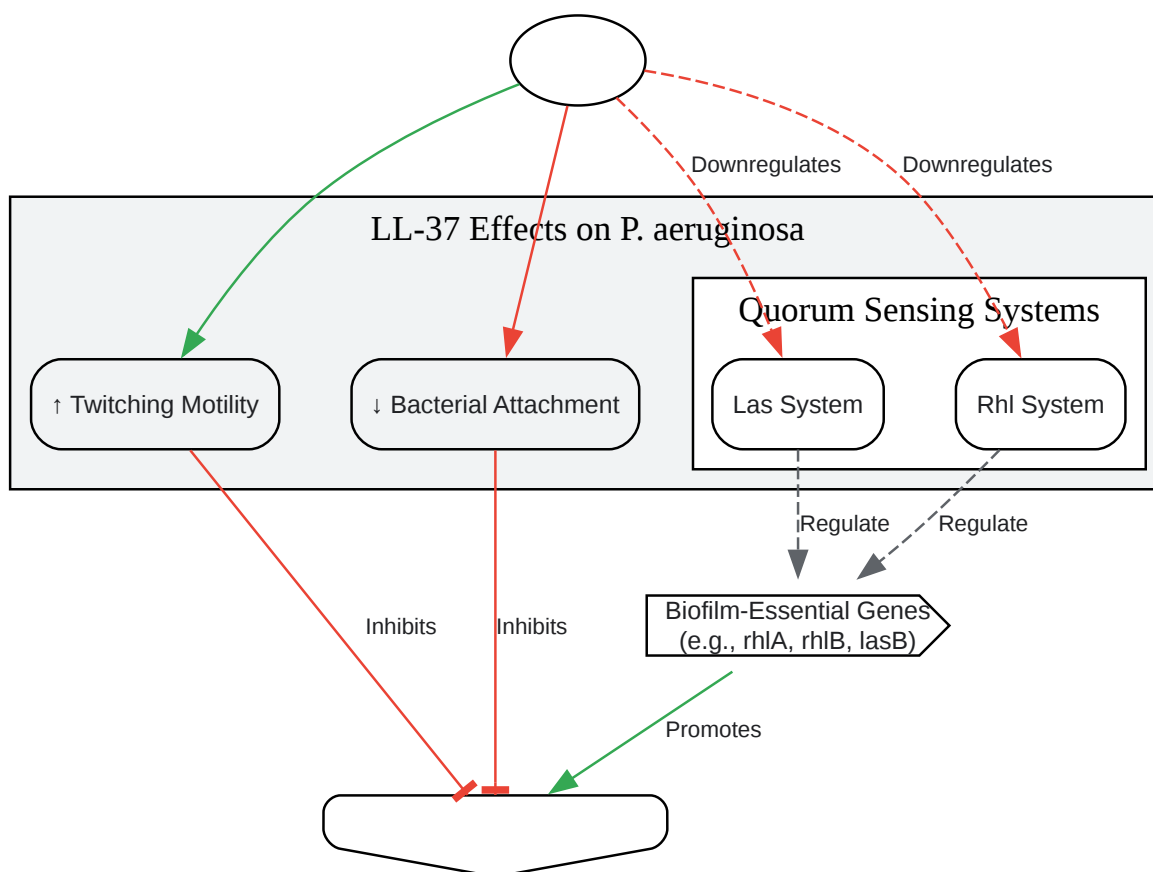 Downregulates
Downregulates
LL-37 Effects on P. aeruginosa
Quorum Sensing Systems
↑ Twitching Motility
↓ Bacterial Attachment
Las System
Rhl System
Regulate
Regulate
Biofilm-Essential Genes
(e.g., rhlA, rhlB, lasB)
Inhibits
Inhibits
Promotes